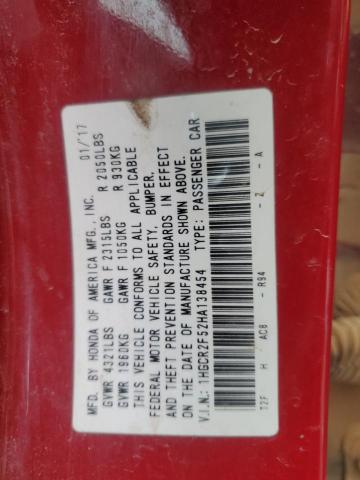 MFD. BY HONDA OF AMERICA MFG., INC. 01/'17
GVWR 4321LBS GAWR F 2315LBS R 2050LBS
GVWR 1960KG GAWR F 1050KG R 930KG
THIS VEHICLE CONFORMS TO ALL APPLICABLE
FEDERAL MOTOR VEHICLE SAFETY, BUMPER,
AND THEFT PREVENTION STANDARDS IN EFFECT
ON THE DATE OF MANUFACTURE SHOWN ABOVE.
V.I.N.: 1HGCR2F52HA138454 TYPE: PASSENGER CAR
T2F H AC8 - R94 - Z - A